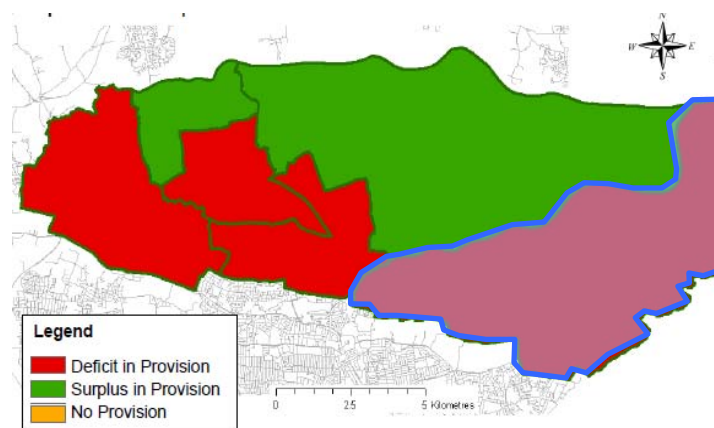 N
W E
S
Legend
Deficit in Provision
Surplus in Provision
No Provision
0 2.5 5 Kilometres